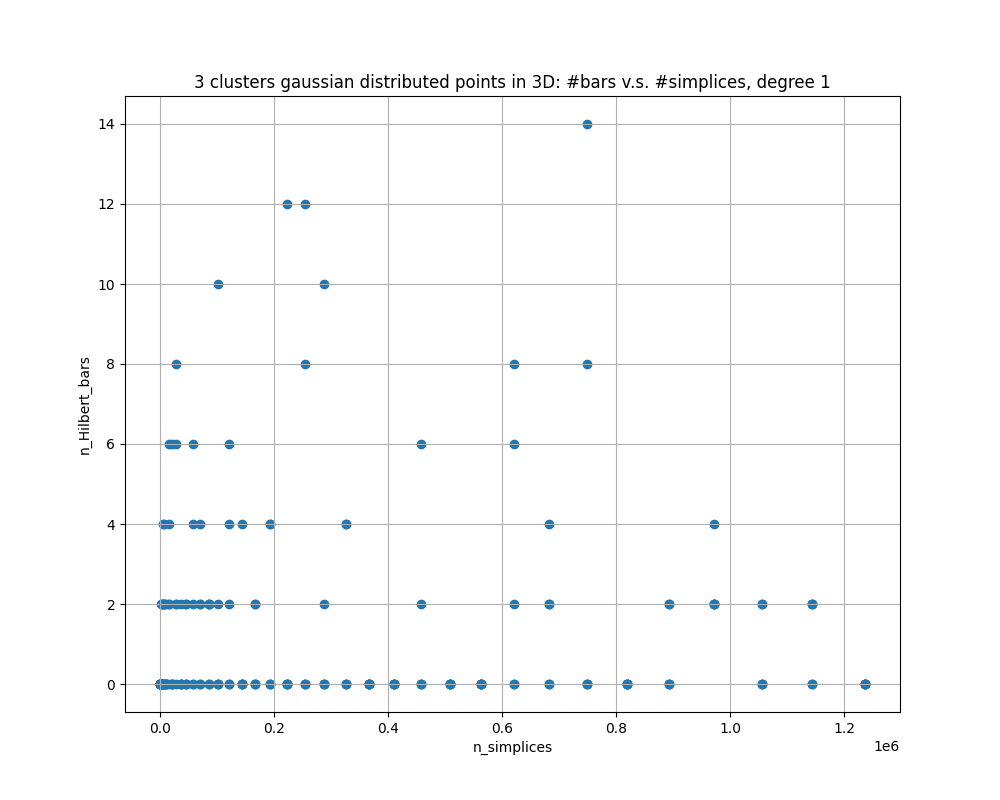 3 clusters gaussian distributed points in 3D: #bars v.s. #simplices, degree 1
14
12
10
8
6
4
2
0
n_Hilbert_bars
0.0 0.2 0.4 0.6 0.8 1.0 1.2
1e6
n_simplices